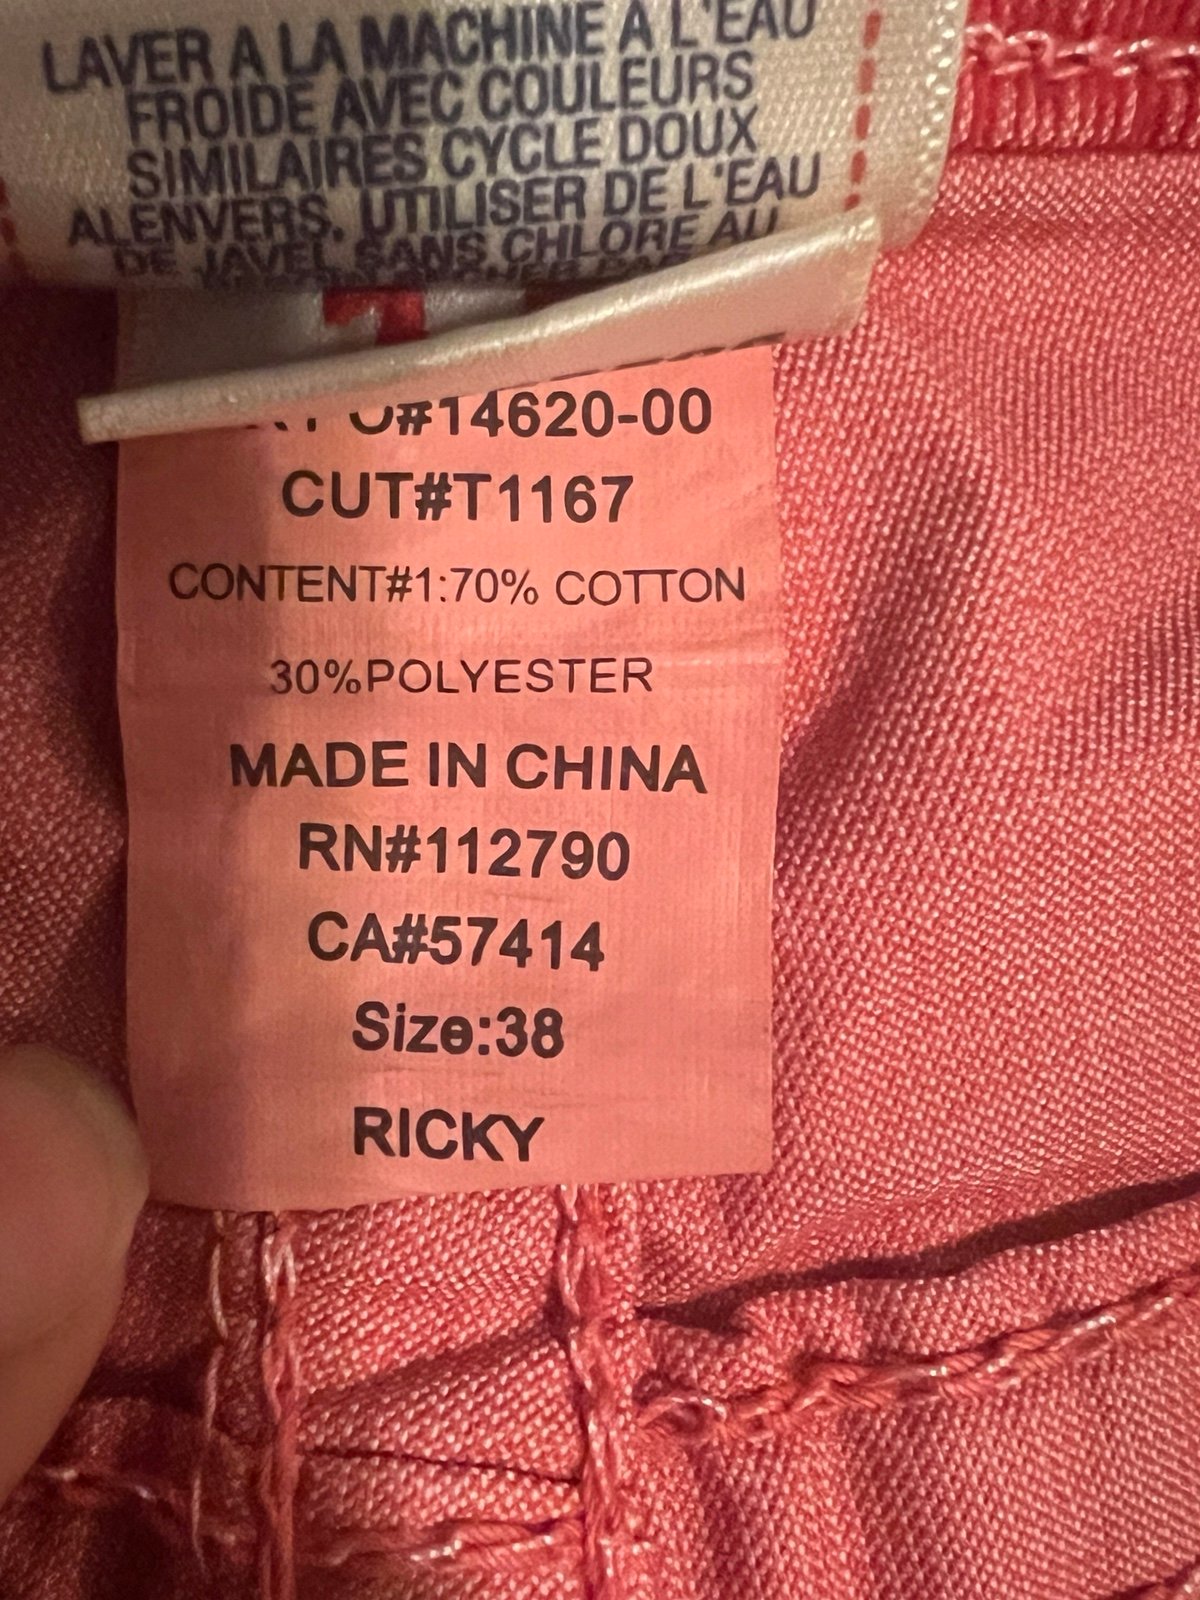 LAVER A LA MACHINE A L'EAU
FROIDE AVEC COULEURS
SIMILAIRES CYCLE DOUX
ALENVERS. UTILISER DE L'EAU
DE JAVEL SANS CHLORE AU
#14620-00
CUT#T1167
CONTENT#1:70% COTTON
30%POLYESTER
MADE IN CHINA
RN#112790
CA#57414
Size:38
RICKY